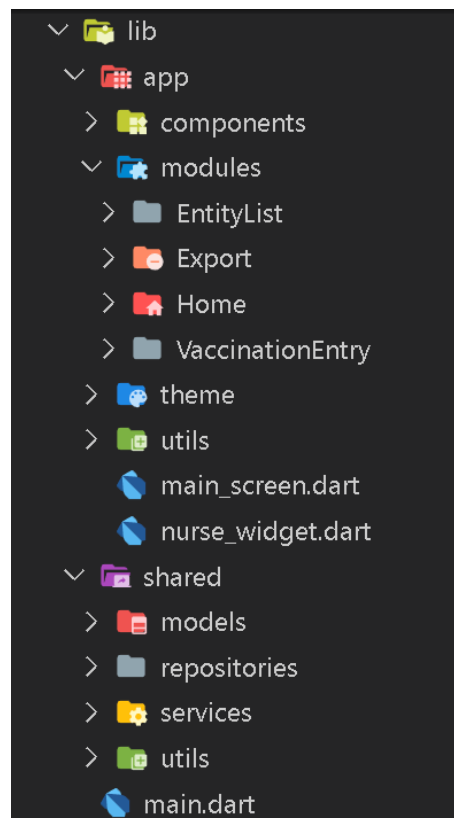 lib
app
components
modules
EntityList
Export
Home
VaccinationEntry
theme
utils
main_screen.dart
nurse_widget.dart
shared
models
repositories
services
utils
main.dart